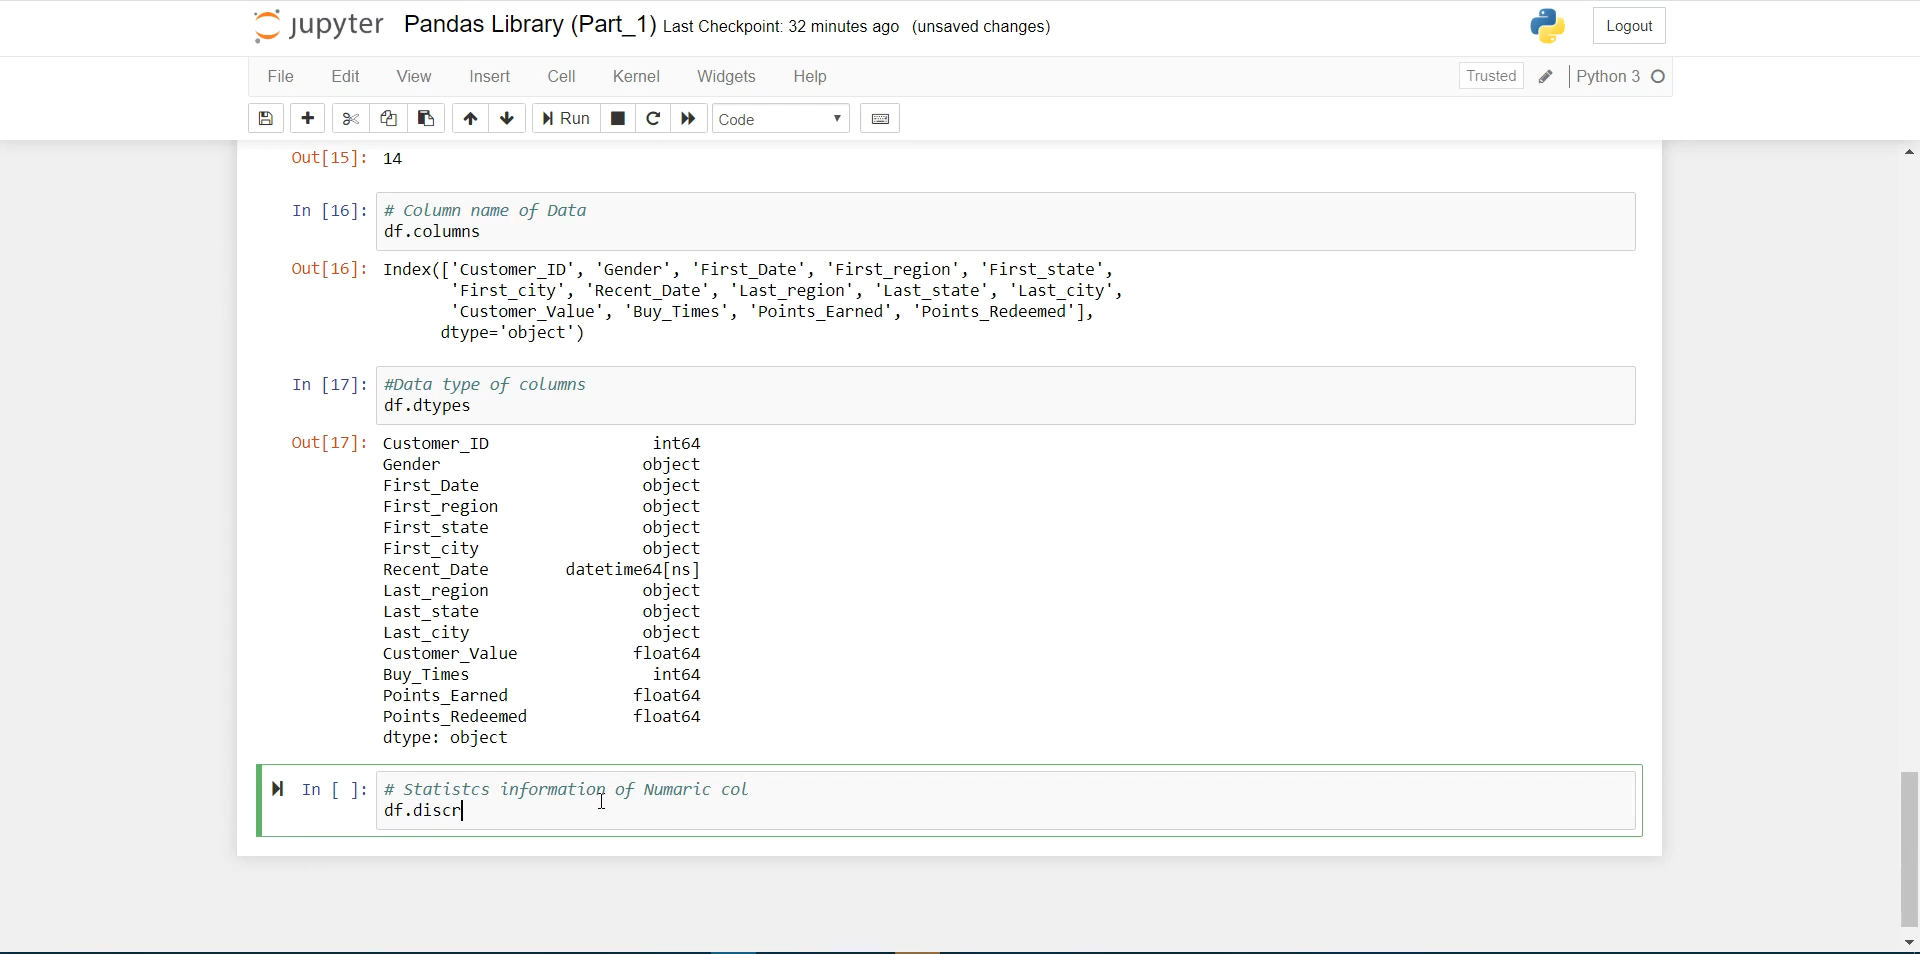 jupyter Pandas Library (Part_1) Last Checkpoint: 32 minutes ago (unsaved changes) Logout
File Edit View Insert Cell Kernel Widgets Help Trusted Python 3
Run Code
Out[15]: 14
In [16]: # Column name of Data
df.columns
Out[16]: Index(['Customer_ID', 'Gender', 'First_Date', 'First_region', 'First_state',
'First_city', 'Recent_Date', 'Last_region', 'Last_state', 'Last_city',
'Customer_Value', 'Buy_Times', 'Points_Earned', 'Points_Redeemed'],
dtype='object')
In [17]: #Data type of columns
df.dtypes
Out[17]: Customer_ID int64
Gender object
First_Date object
First_region object
First_state object
First_city object
Recent_Date datetime64[ns]
Last_region object
Last_state object
Last_city object
Customer_Value float64
Buy_Times int64
Points_Earned float64
Points_Redeemed float64
dtype: object
In [ ]: # Statistcs information of Numaric col
df.discr